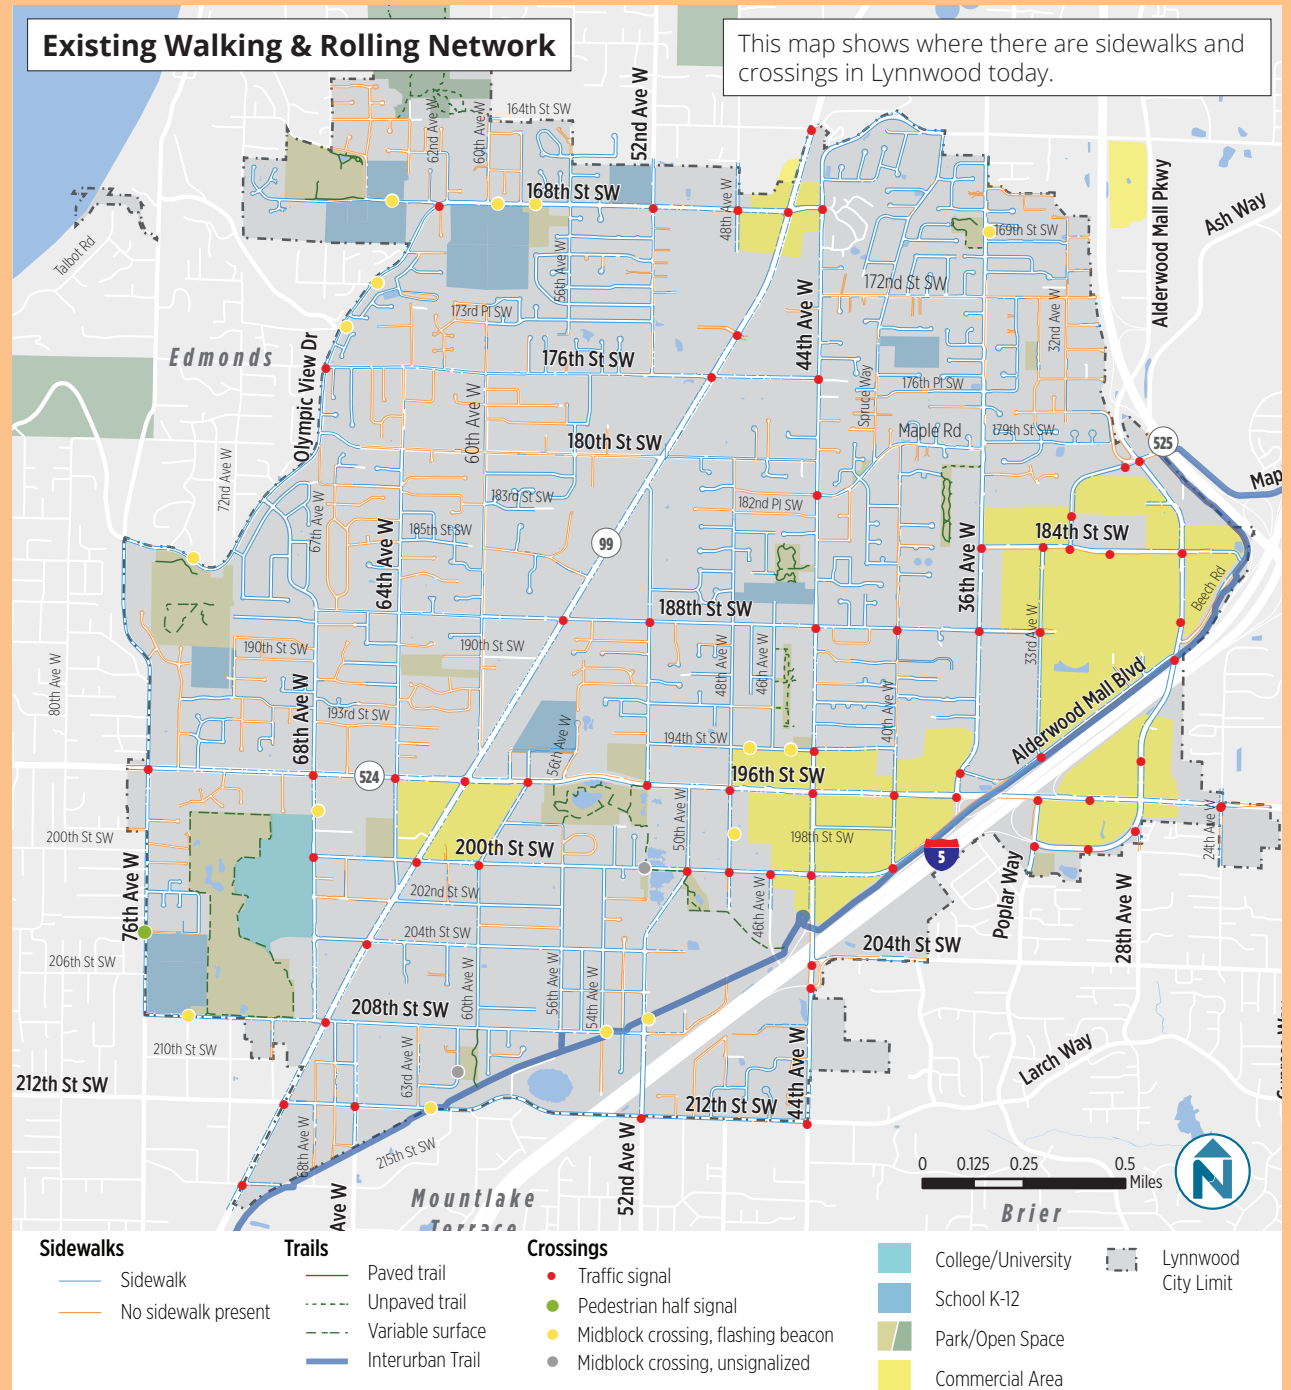 Existing Walking & Rolling Network
This map shows where there are sidewalks and
crossings in Lynnwood today.
52nd Ave W
164th St SW
62nd Ave W
60th Ave W
168th St SW
48th Ave W
Alderwood Mall Pkwy
Ash Way
169th St SW
Talbot Rd
56th Ave W
172nd St SW
173rd Pl SW
44th Ave W
32nd Ave W
Edmonds
Olympic View Dr
176th St SW
176th Pl SW
Spruce Way
60th Ave W
180th St SW
Maple Rd
179th St SW
525
72nd Ave W
Map
183rd St SW
182nd Pl SW
67th Ave W
185th St SW
64th Ave W
99
36th Ave W
184th St SW
Beech Rd
188th St SW
33rd Ave W
190th St SW
190th St SW
48th Ave W
46th Ave W
80th Ave W
68th Ave W
193rd St SW
40th Ave W
Alderwood Mall Blvd
194th St SW
56th Ave W
524
196th St SW
200th St SW
50th Ave W
198th St SW
24th Ave W
200th St SW
5
76th Ave W
202nd St SW
46th Ave W
Poplar Way
28th Ave W
204th St SW
204th St SW
206th St SW
60th Ave W
56th Ave W
54th Ave W
208th St SW
210th St SW
63rd Ave W
44th Ave W
Larch Way
212th St SW
212th St SW
68th Ave W
215th St SW
52nd Ave W
Ave W
Mountlake
Terrace
0 0.125 0.25 0.5
Miles
N
Brier
Sidewalks
Sidewalk
No sidewalk present
Trails
Paved trail
Unpaved trail
Variable surface
Interurban Trail
Crossings
Traffic signal
Pedestrian half signal
Midblock crossing, flashing beacon
Midblock crossing, unsignalized
College/University
School K-12
Park/Open Space
Commercial Area
Lynnwood
City Limit